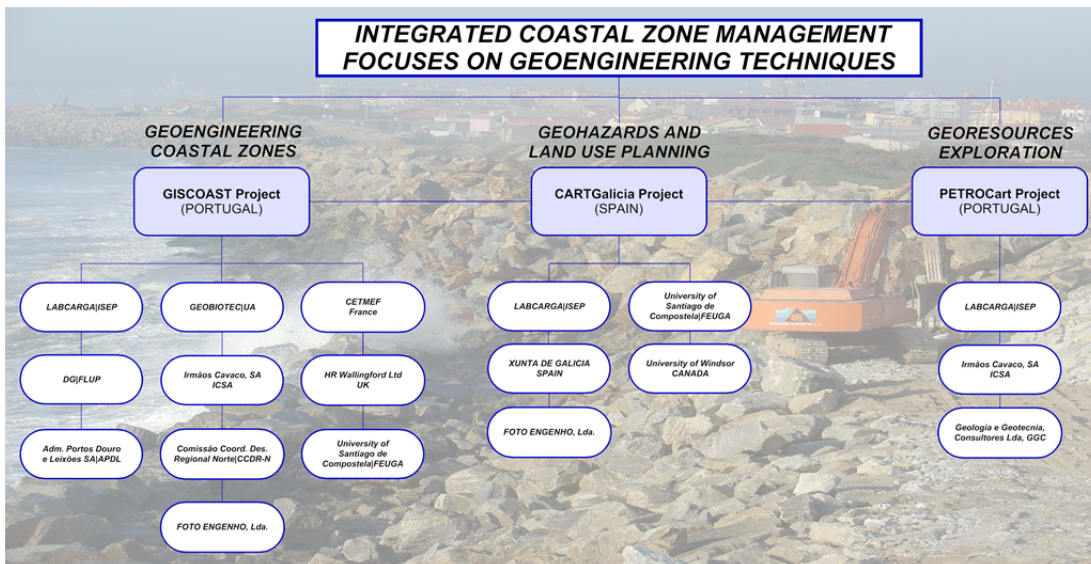 INTEGRATED COASTAL ZONE MANAGEMENT
FOCUSES ON GEOENGINEERING TECHNIQUES
GEOENGINEERING
COASTAL ZONES
GISCOAST Project
(PORTUGAL)
LABCARGA|ISEP
DG|FLUP
Adm. Portos Douro
e Leixões SA|APDL
GEOBIOTEC|UA
Irmãos Cavaco, SA
ICSA
Comissão Coord. Des.
Regional Norte|CCDR-N
FOTO ENGENHO, Lda.
CETMEF
France
HR Wallingford Ltd
UK
University of
Santiago de
Compostela|FEUGA
GEOHAZARDS AND
LAND USE PLANNING
CARTGalicia Project
(SPAIN)
LABCARGA|ISEP
XUNTA DE GALICIA
SPAIN
FOTO ENGENHO, Lda.
University of
Santiago de
Compostela|FEUGA
University of Windsor
CANADA
GEORESOURCES
EXPLORATION
PETROCart Project
(PORTUGAL)
LABCARGA|ISEP
Irmãos Cavaco, SA
ICSA
Geologia e Geotecnia,
Consultores Lda, GGC